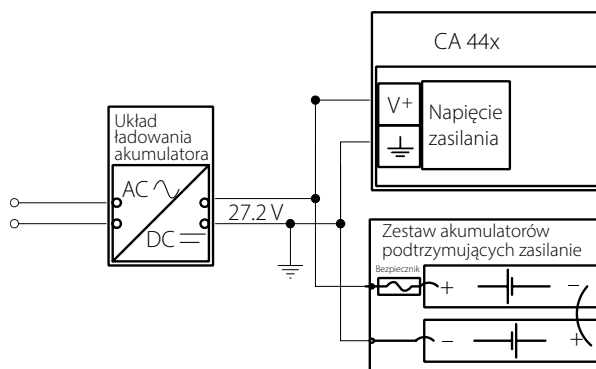 CA 44x
V+
Napięcie
zasilania
Układ
ładowania
akumulatora
AC
DC
27.2 V
Zestaw akumulatorów
podtrzymujących zasilanie
Bezpiecznik
+ -
- +